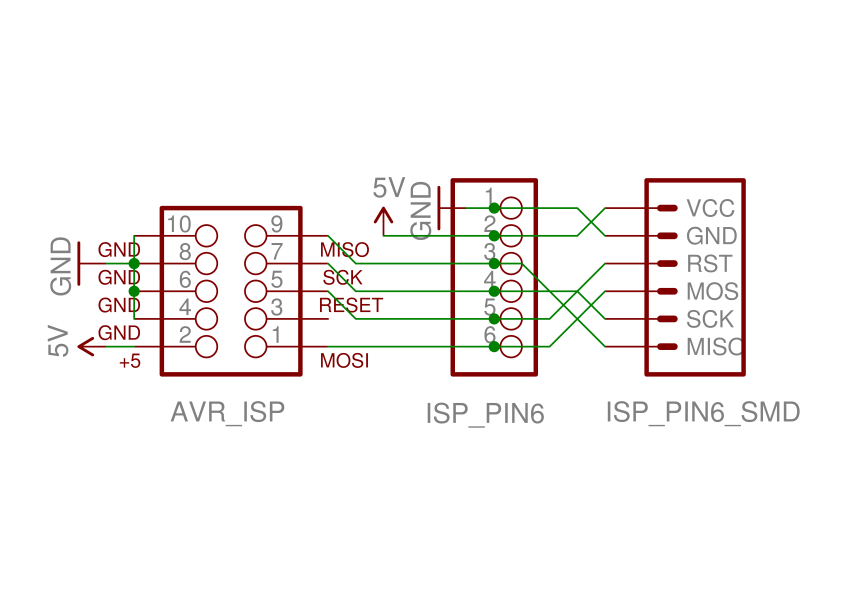 5V
GND
1
2
3
4
5
6
VCC
GND
RST
MOS
SCK
MISO
10
9
8
7
6
5
4
3
2
1
GND
5V
GND
GND
GND
GND
+5
MISO
SCK
RESET
MOSI
AVR_ISP
ISP_PIN6
ISP_PIN6_SMD